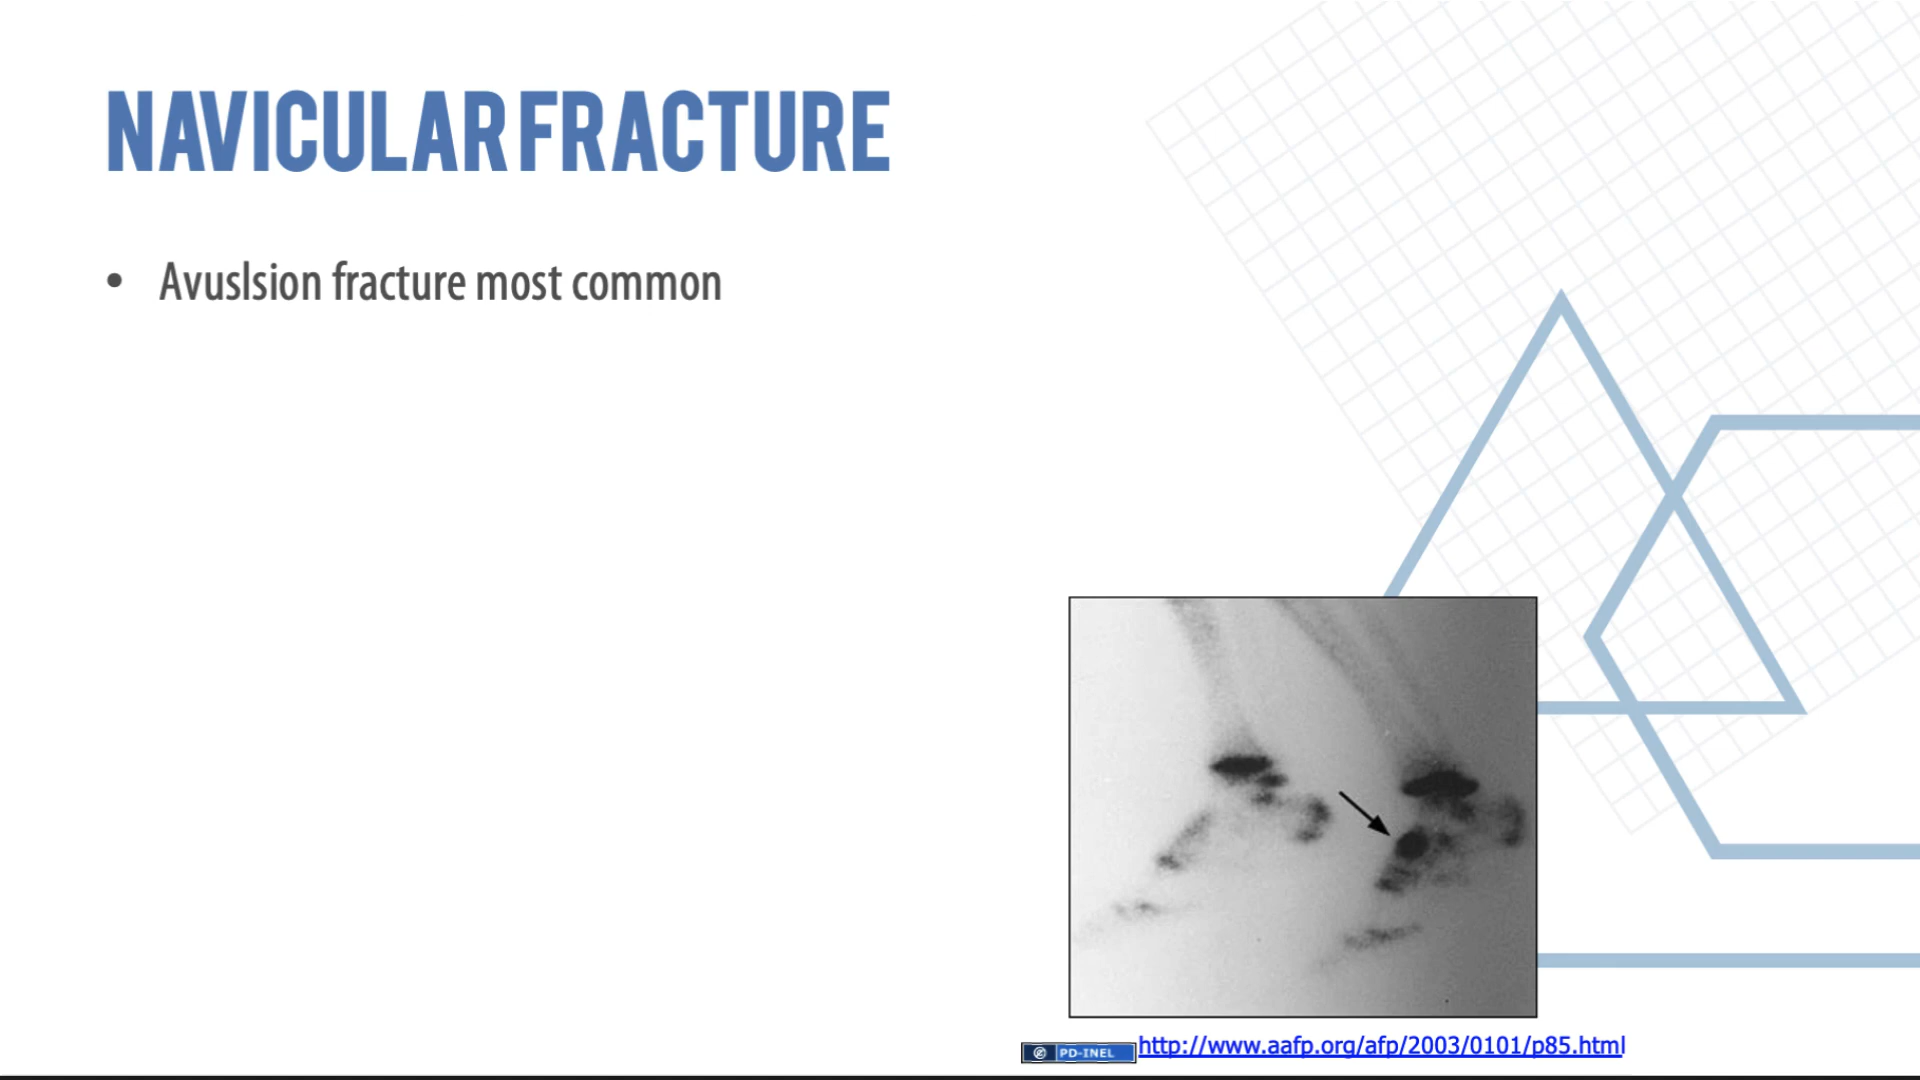 NAVICULAR FRACTURE
• Avuslsion fracture most common
PD-INEL http://www.aafp.org/afp/2003/0101/p85.html